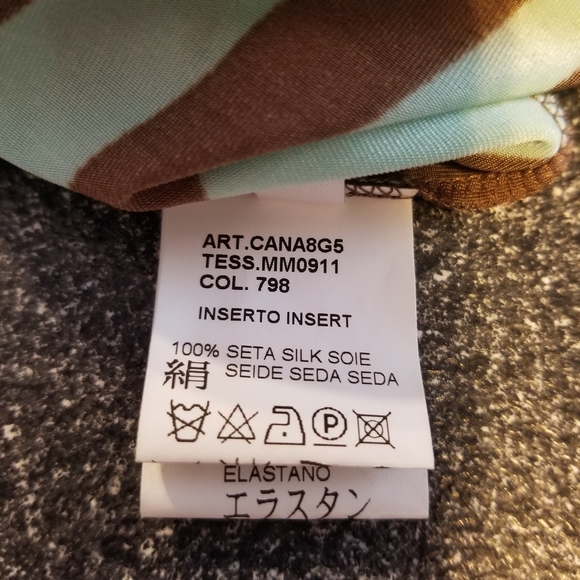 ART.CANA8G5
TESS.MM0911
COL. 798
INSERTO INSERT
100% SETA SILK SOIE
絹 SEIDE SEDA SEDA
P
ELASTANO
エラスタン